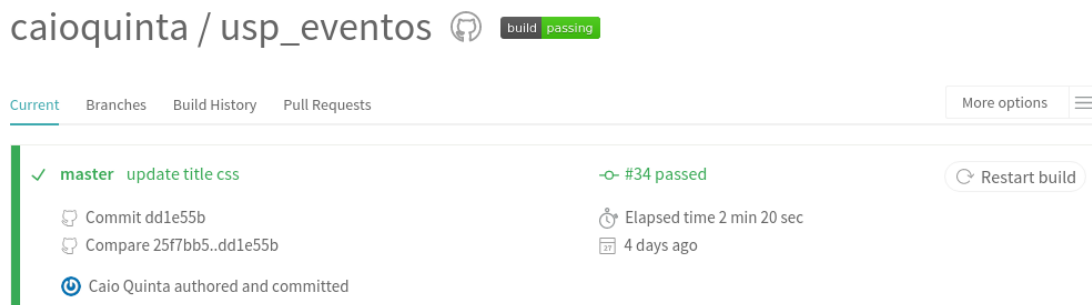 caioquinta / usp_eventos build passing
Current Branches Build History Pull Requests More options
master update title css #34 passed Restart build
Commit dd1e55b Elapsed time 2 min 20 sec
Compare 25f7bb5..dd1e55b 27 4 days ago
Caio Quinta authored and committed